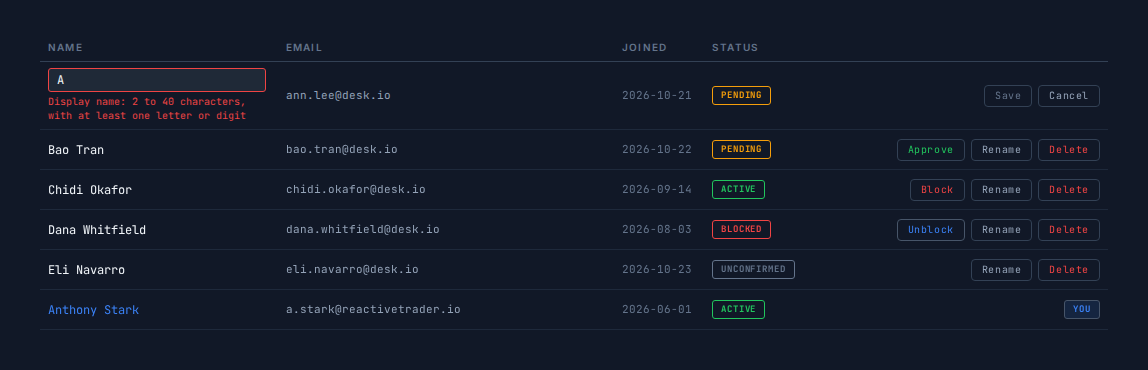 NAME EMAIL JOINED STATUS
A
Display name: 2 to 40 characters,
with at least one letter or digit
ann.lee@desk.io 2026-10-21 PENDING Save Cancel
Bao Tran bao.tran@desk.io 2026-10-22 PENDING Approve Rename Delete
Chidi Okafor chidi.okafor@desk.io 2026-09-14 ACTIVE Block Rename Delete
Dana Whitfield dana.whitfield@desk.io 2026-08-03 BLOCKED Unblock Rename Delete
Eli Navarro eli.navarro@desk.io 2026-10-23 UNCONFIRMED Rename Delete
Anthony Stark a.stark@reactivetrader.io 2026-06-01 ACTIVE YOU